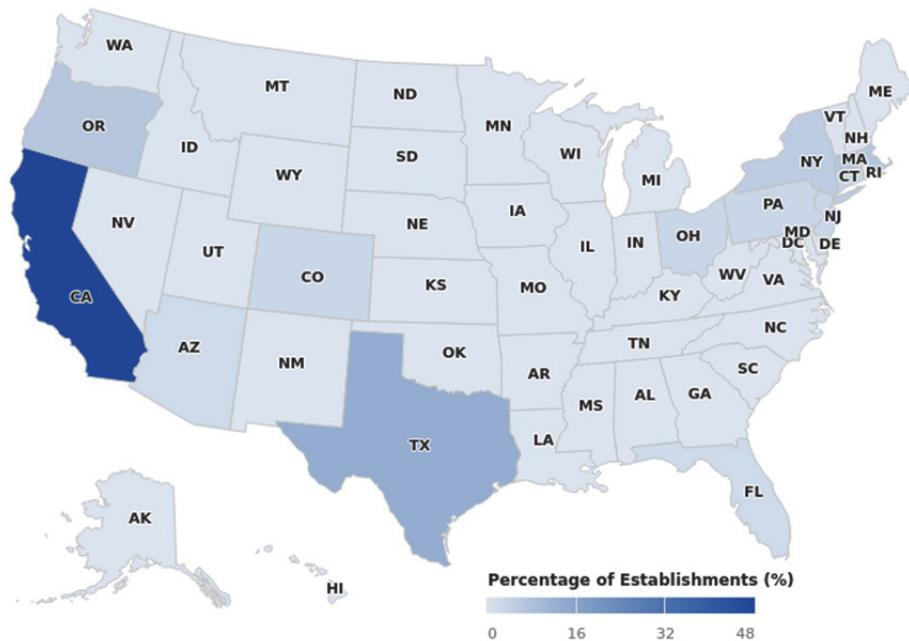 WA
MT
ND
MN
ME
VT
NH
OR
ID
SD
WI
MI
NY
MA
CT
RI
WY
IA
NE
PA
NJ
NV
UT
CO
KS
MO
IL
IN
OH
MD
DC
DE
WV
VA
KY
CA
AZ
NM
OK
AR
TN
NC
SC
MS
AL
GA
TX
LA
FL
AK
HI
Percentage of Establishments (%)
0 16 32 48